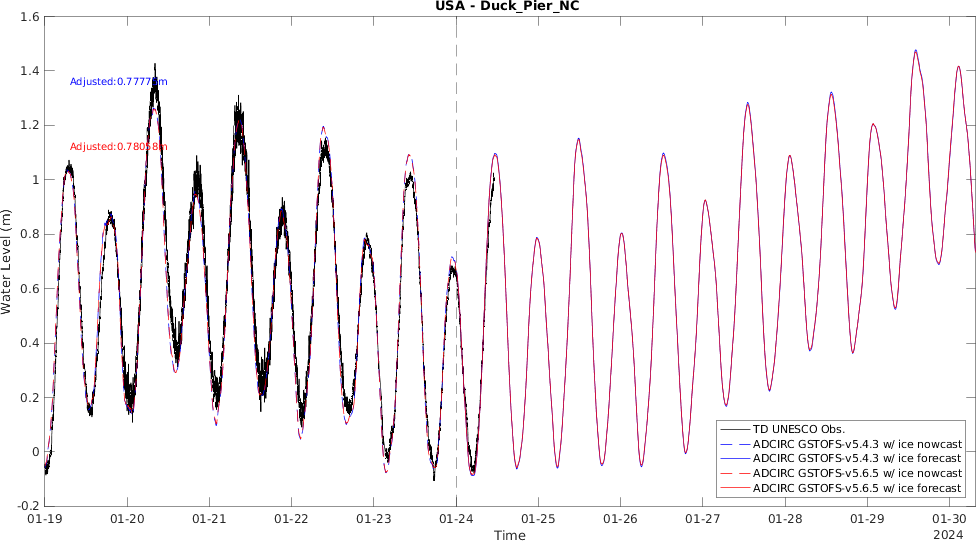 USA - Duck_Pier_NC
1.6
1.4
1.2
1
0.8
0.6
0.4
0.2
0
-0.2
Water Level (m)
Adjusted:0.7777 m
Adjusted:0.78058m
TD UNESCO Obs.
ADCIRC GSTOFS-v5.4.3 w/ ice nowcast
ADCIRC GSTOFS-v5.4.3 w/ ice forecast
ADCIRC GSTOFS-v5.6.5 w/ ice nowcast
ADCIRC GSTOFS-v5.6.5 w/ ice forecast
01-19 01-20 01-21 01-22 01-23 01-24 01-25 01-26 01-27 01-28 01-29 01-30
2024
Time